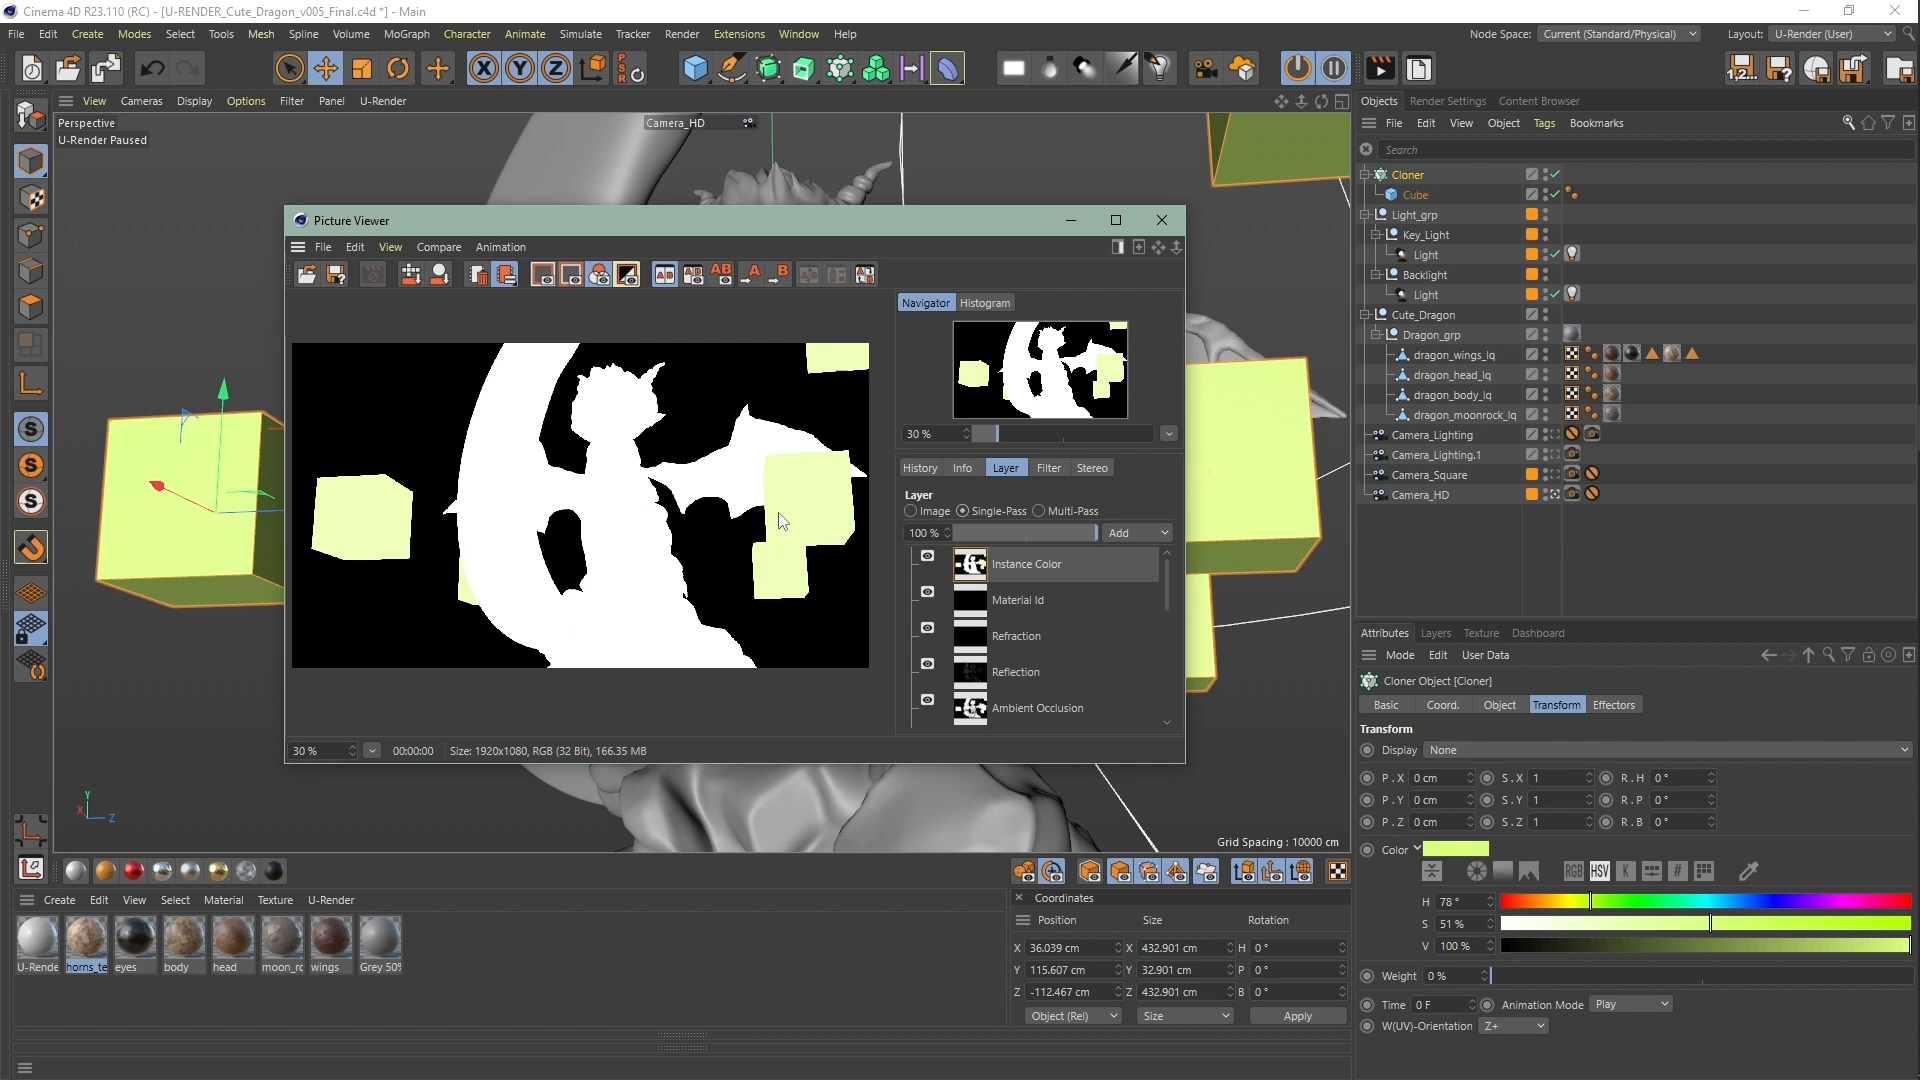 Cinema 4D R23.110 (RC) - [U-RENDER_Cute_Dragon_v005_Final.c4d *] - Main
File Edit Create Modes Select Tools Mesh Spline Volume MoGraph Character Animate Simulate Tracker Render Extensions Window Help
Node Space: Current (Standard/Physical) Layout: U-Render (User)
View Cameras Display Options Filter Panel U-Render
Perspective
U-Render Paused
Camera_HD
Picture Viewer
File Edit View Compare Animation
Navigator Histogram
30 %
History Info Layer Filter Stereo
Layer
Image Single-Pass Multi-Pass
100 % Add
Instance Color
Material Id
Refraction
Reflection
Ambient Occlusion
30 % 00:00:00 Size: 1920x1080, RGB (32 Bit), 166.35 MB
Grid Spacing : 10000 cm
Objects Render Settings Content Browser
File Edit View Object Tags Bookmarks
Search
Cloner
Cube
Light_grp
Key_Light
Light
Backlight
Light
Cute_Dragon
Dragon_grp
dragon_wings_lq
dragon_head_lq
dragon_body_lq
dragon_moonrock_lq
Camera_Lighting
Camera_Lighting.1
Camera_Square
Camera_HD
Attributes Layers Texture Dashboard
Mode Edit User Data
Cloner Object [Cloner]
Basic Coord. Object Transform Effectors
Transform
Display None
P . X 0 cm S . X 1 R . H 0 °
P . Y 0 cm S . Y 1 R . P 0 °
P . Z 0 cm S . Z 1 R . B 0 °
Color
RGB HSV K #
H 78 °
S 51 %
V 100 %
Weight 0 %
Time 0 F Animation Mode Play
W(UV)-Orientation Z+
Create Edit View Select Material Texture U-Render
U-Rende horns_te eyes body head moon_rc wings Grey 50%
Coordinates
Position Size Rotation
X 36.039 cm X 432.901 cm H 0 °
Y 115.607 cm Y 32.901 cm P 0 °
Z -112.467 cm Z 432.901 cm B 0 °
Object (Rel) Size Apply